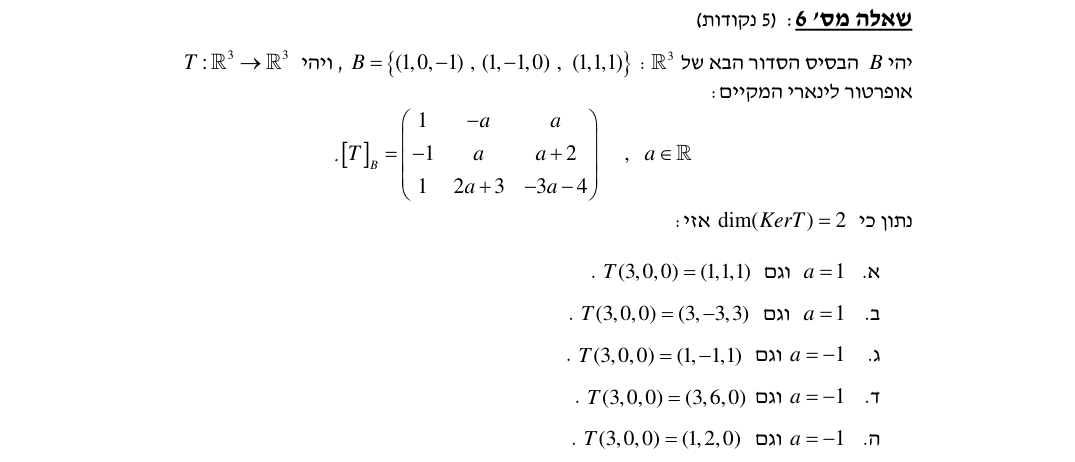 שאלה מס' 6: (5 נקודות)
יהי B הבסיס הסדור הבא של ℝ³ : B = {(1,0,−1) , (1,−1,0) , (1,1,1)} , ויהי T : ℝ³ → ℝ³
אופרטור לינארי המקיים:
1 −a a
.[T]_B = −1 a a+2 , a ∈ ℝ
1 2a+3 −3a−4
נתון כי dim(KerT) = 2 אזי:
א. a = 1 וגם T(3,0,0) = (1,1,1) .
ב. a = 1 וגם T(3,0,0) = (3,−3,3) .
ג. a = −1 וגם T(3,0,0) = (1,−1,1) .
ד. a = −1 וגם T(3,0,0) = (3,6,0) .
ה. a = −1 וגם T(3,0,0) = (1,2,0) .